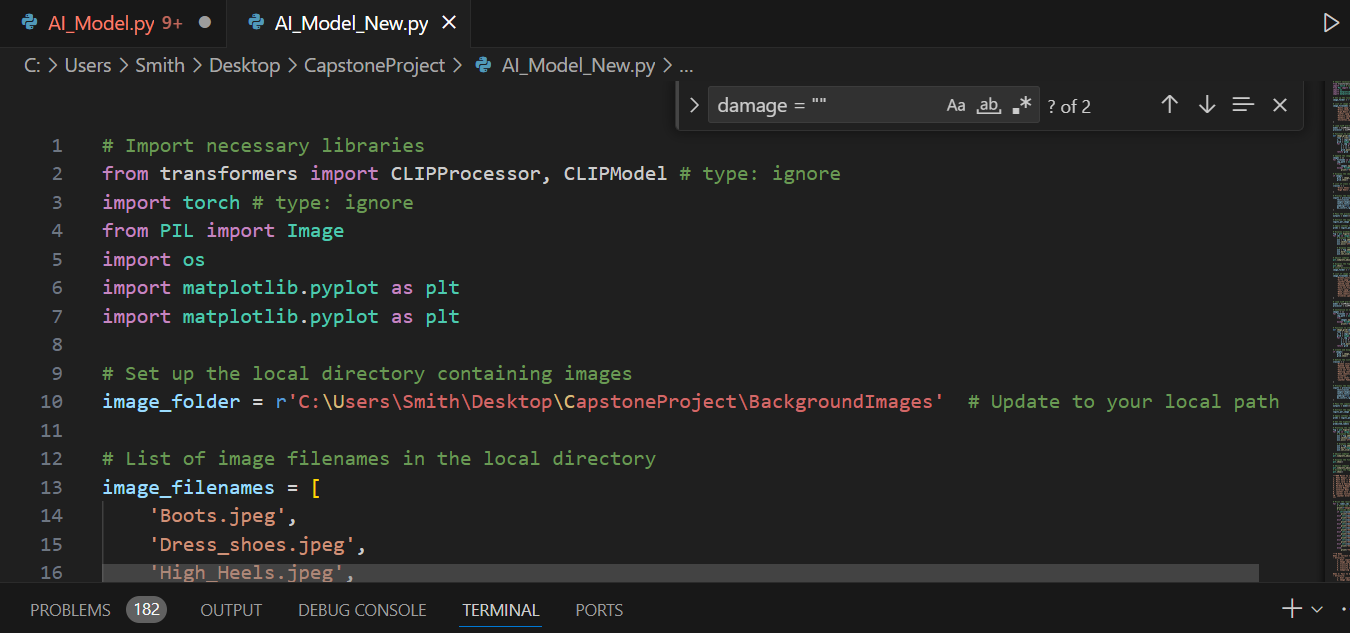 AI_Model.py 9+ AI_Model_New.py
C: > Users > Smith > Desktop > CapstoneProject > AI_Model_New.py > ...
damage = "" Aa ab .* ? of 2
1 # Import necessary libraries
2 from transformers import CLIPProcessor, CLIPModel # type: ignore
3 import torch # type: ignore
4 from PIL import Image
5 import os
6 import matplotlib.pyplot as plt
7 import matplotlib.pyplot as plt
8
9 # Set up the local directory containing images
10 image_folder = r'C:\Users\Smith\Desktop\CapstoneProject\BackgroundImages'  # Update to your local path
11
12 # List of image filenames in the local directory
13 image_filenames = [
14     'Boots.jpeg',
15     'Dress_shoes.jpeg',
16     'High_Heels.jpeg',
PROBLEMS 182 OUTPUT DEBUG CONSOLE TERMINAL PORTS